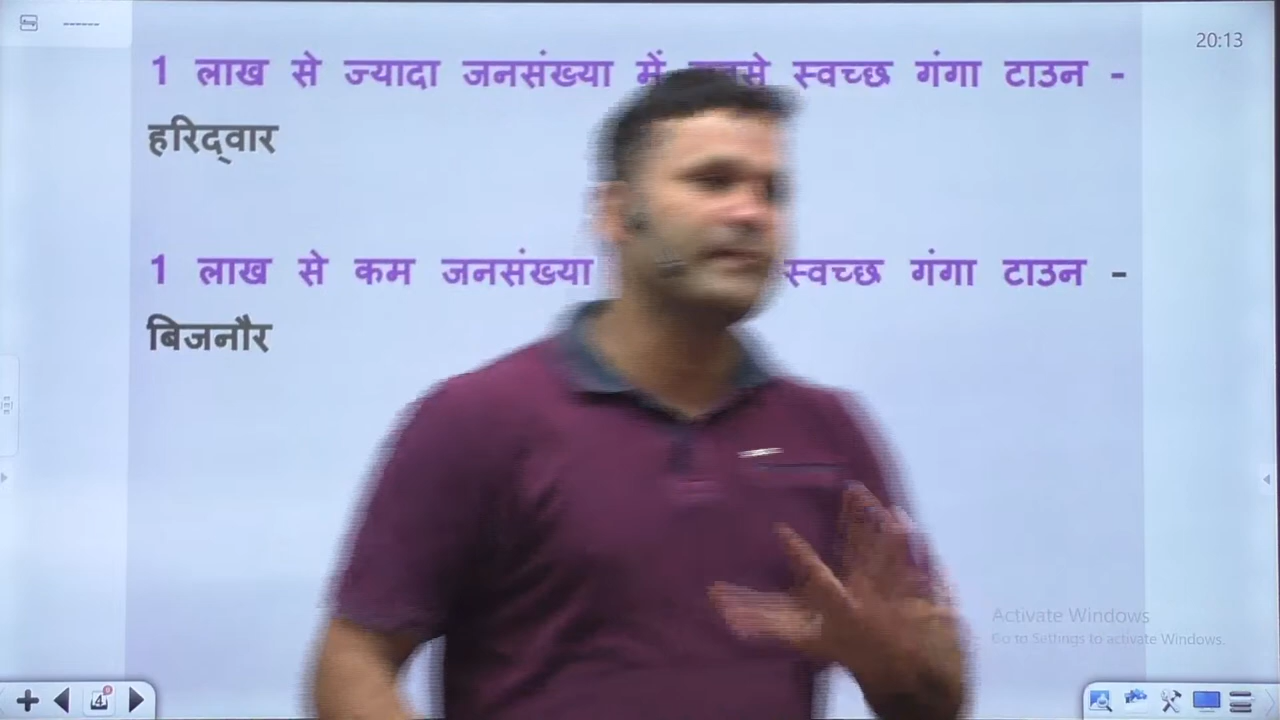 20:13
1 लाख से ज्यादा जनसंख्या में स्वच्छ गंगा टाउन -
हरिद्वार
1 लाख से कम जनसंख्या स्वच्छ गंगा टाउन -
बिजनौर
Activate Windows
Go to Settings to activate Windows.
4